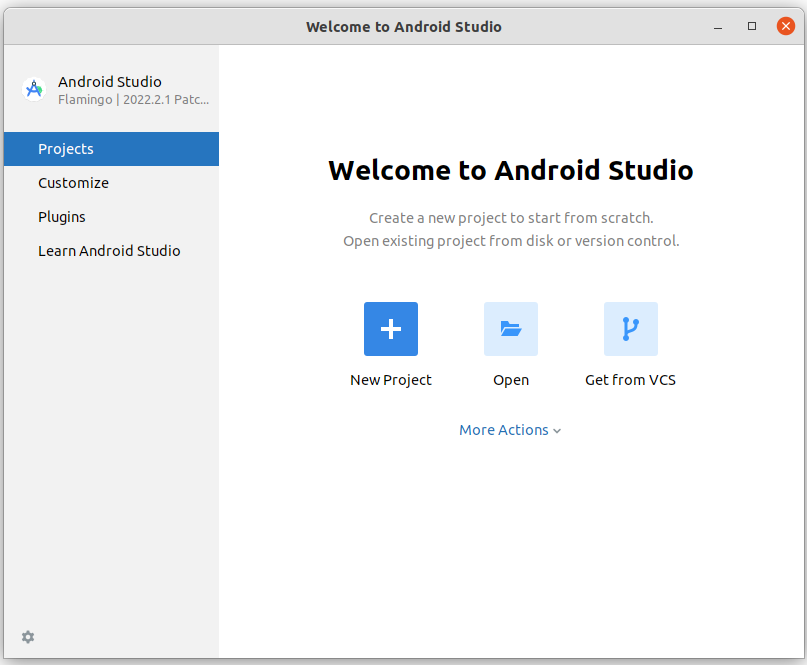 Welcome to Android Studio
Android Studio
Flamingo | 2022.2.1 Patc...
Projects
Customize
Plugins
Learn Android Studio
Welcome to Android Studio
Create a new project to start from scratch.
Open existing project from disk or version control.
New Project
Open
Get from VCS
More Actions